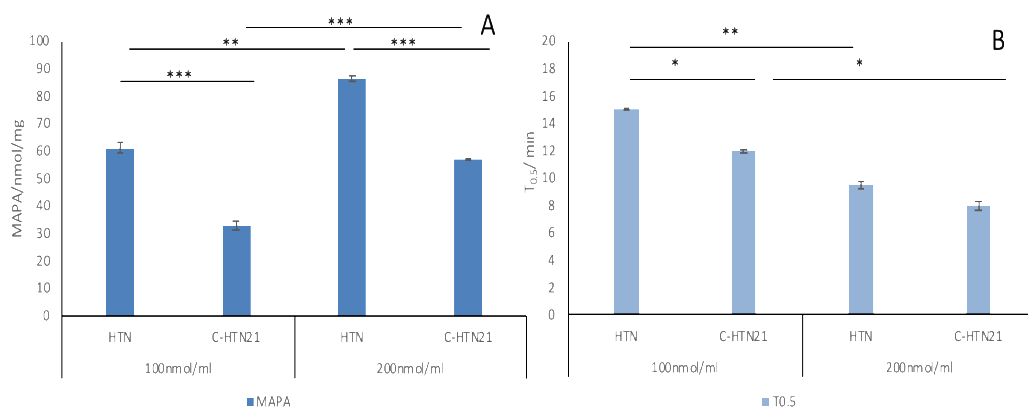 A
***
**
***
***
MAPA/nmol/mg
100
90
80
70
60
50
40
30
20
10
0
HTN
C-HTN21
HTN
C-HTN21
100nmol/ml
200nmol/ml
MAPA
B
**
*
*
T0.5/ min
20
18
16
14
12
10
8
6
4
2
0
HTN
C-HTN21
HTN
C-HTN21
100nmol/ml
200nmol/ml
T0.5